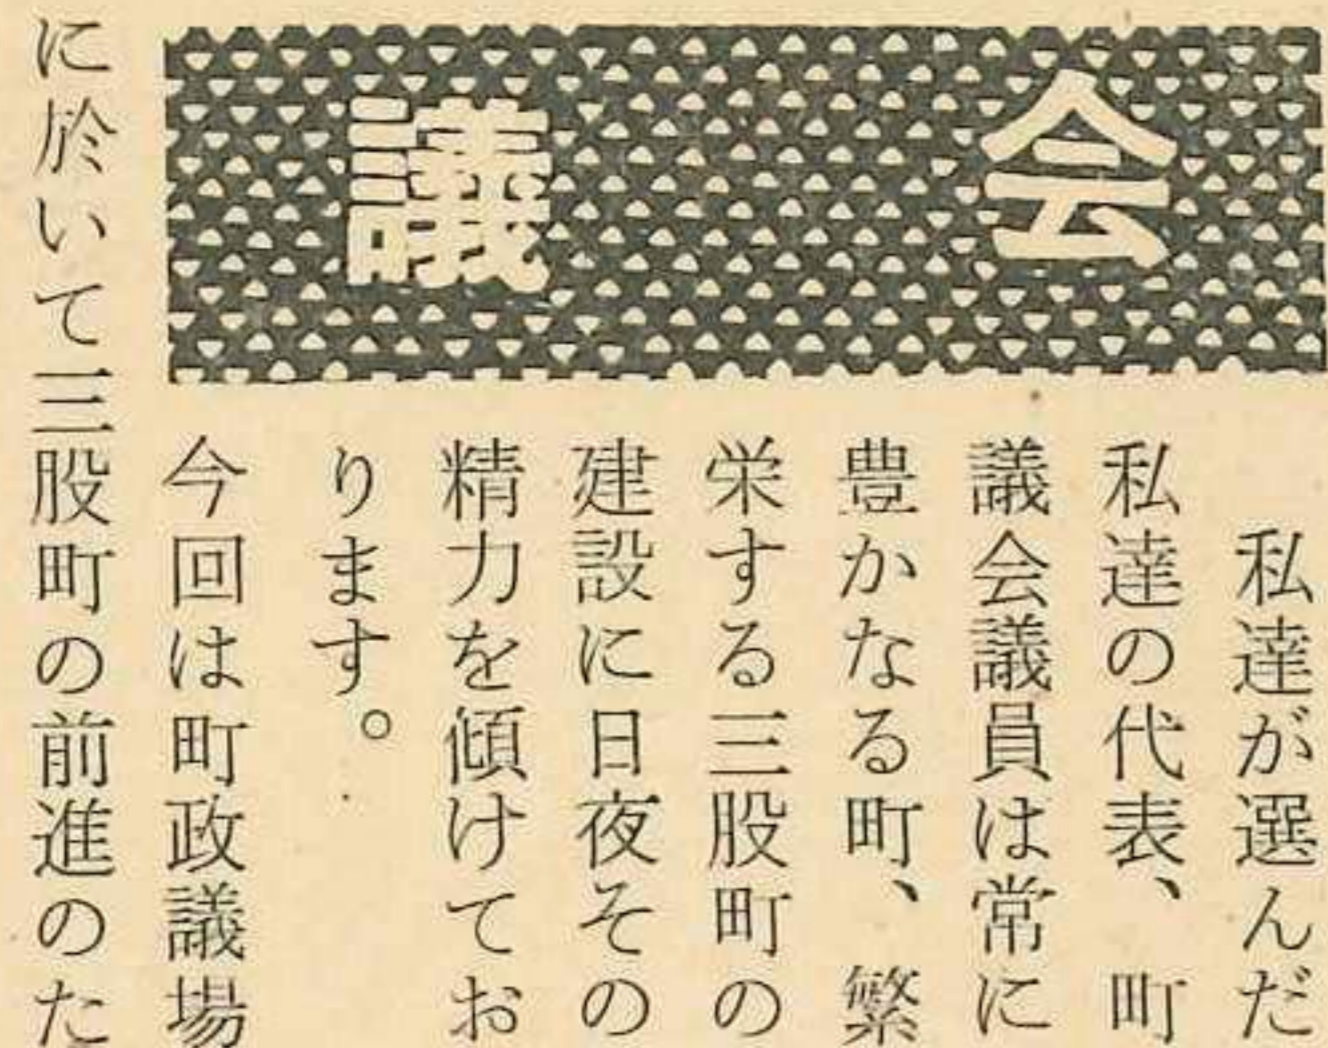 議会
私達が選んだ
私達の代表、町
議会議員は常に
豊かなる町、繁
栄する三股町の
建設に日夜その
精力を傾けてお
ります。
今回は町政議場
に於いて三股町の前進のた